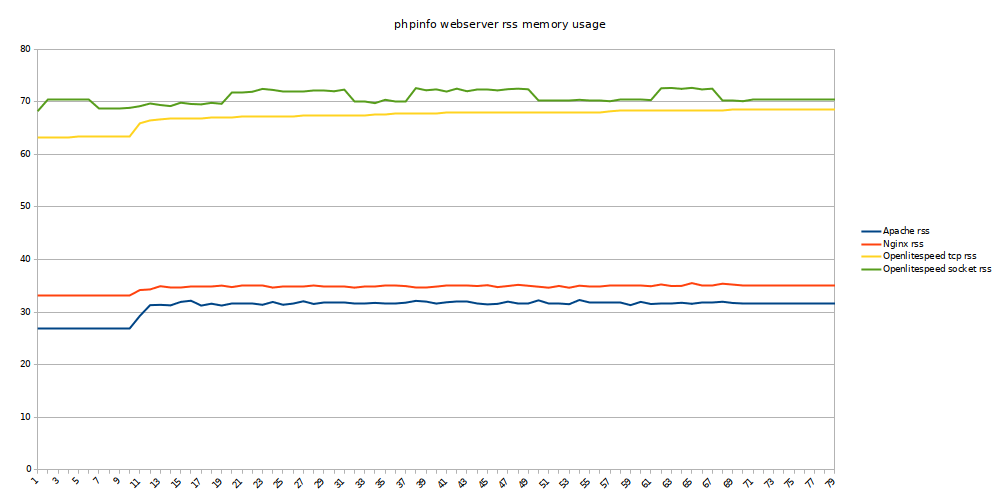 phpinfo webserver rss memory usage
80
70
60
50
40
30
20
10
0
1 3 5 7 9 11 13 15 17 19 21 23 25 27 29 31 33 35 37 39 41 43 45 47 49 51 53 55 57 59 61 63 65 67 69 71 73 75 77 79
Apache rss
Nginx rss
Openlitespeed tcp rss
Openlitespeed socket rss